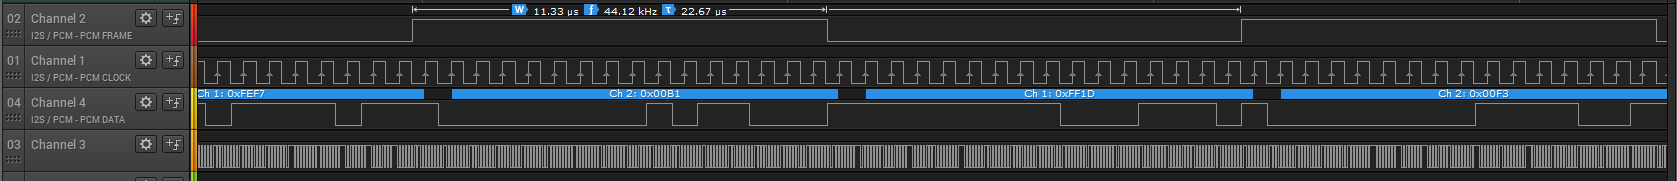 W 11.33 µs f 44.12 kHz τ 22.67 µs
02 Channel 2
I2S / PCM - PCM FRAME
01 Channel 1
I2S / PCM - PCM CLOCK
Ch 1: 0xFEF7 Ch 2: 0x00B1 Ch 1: 0xFF1D Ch 2: 0x00F3
04 Channel 4
I2S / PCM - PCM DATA
03 Channel 3